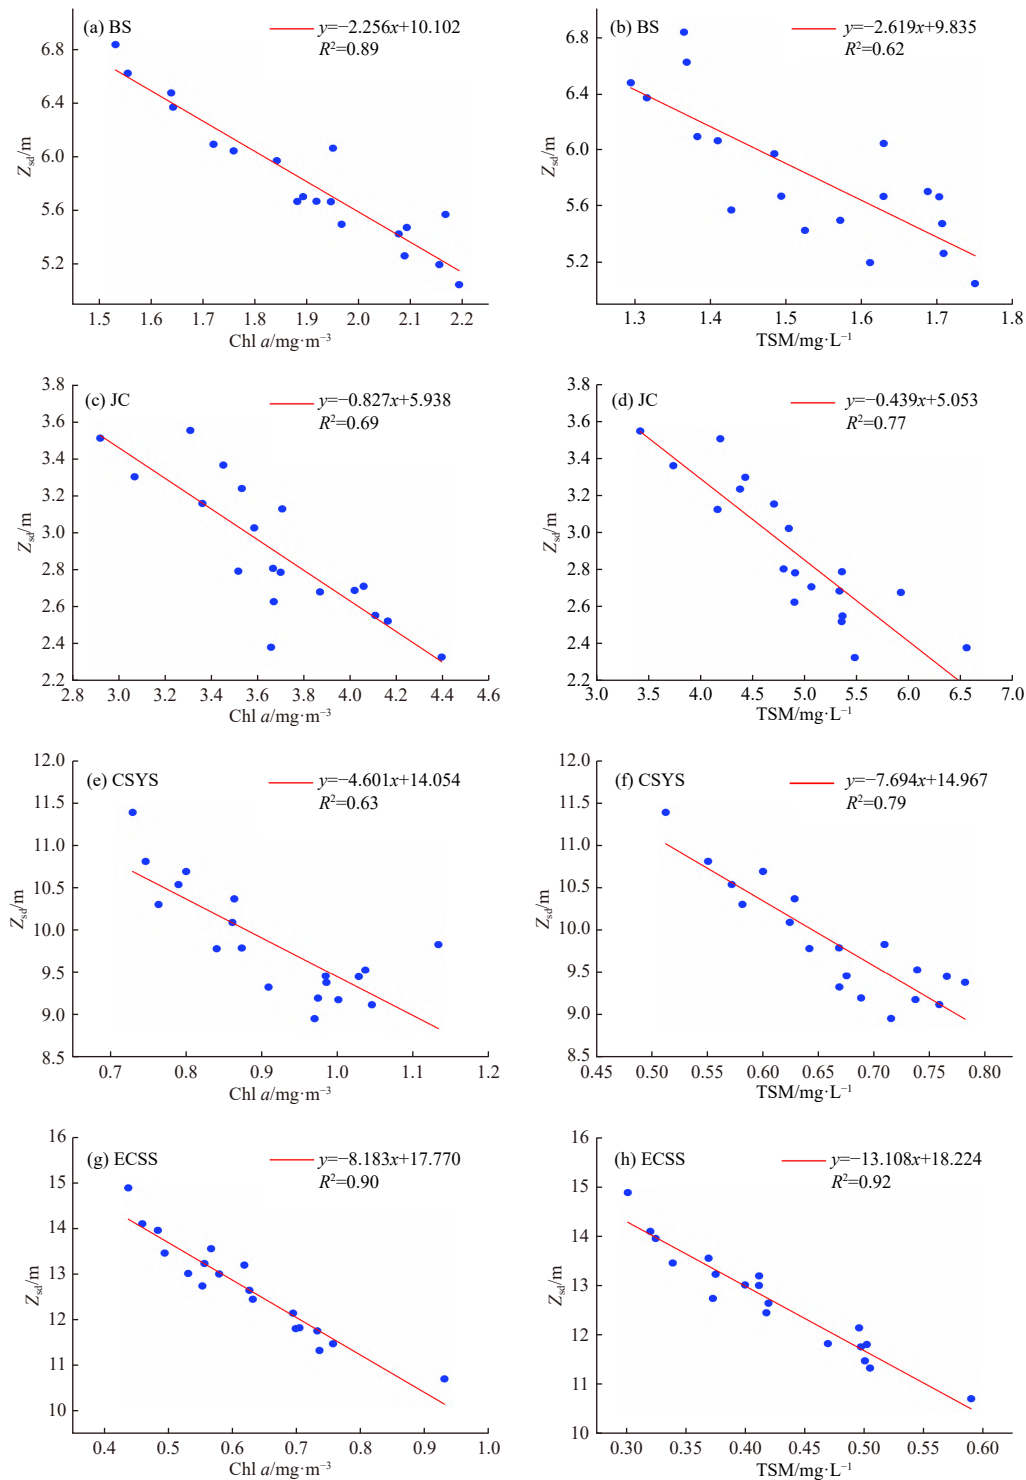 (a) BS
y=−2.256x+10.102
R²=0.89
6.8
6.4
6.0
5.6
5.2
Zsd/m
1.5 1.6 1.7 1.8 1.9 2.0 2.1 2.2
Chl a/mg·m⁻³
(b) BS
y=−2.619x+9.835
R²=0.62
6.8
6.4
6.0
5.6
5.2
Zsd/m
1.3 1.4 1.5 1.6 1.7 1.8
TSM/mg·L⁻¹
(c) JC
y=−0.827x+5.938
R²=0.69
3.8
3.6
3.4
3.2
3.0
2.8
2.6
2.4
2.2
Zsd/m
2.8 3.0 3.2 3.4 3.6 3.8 4.0 4.2 4.4 4.6
Chl a/mg·m⁻³
(d) JC
y=−0.439x+5.053
R²=0.77
3.8
3.6
3.4
3.2
3.0
2.8
2.6
2.4
2.2
Zsd/m
3.0 3.5 4.0 4.5 5.0 5.5 6.0 6.5 7.0
TSM/mg·L⁻¹
(e) CSYS
y=−4.601x+14.054
R²=0.63
12.0
11.5
11.0
10.5
10.0
9.5
9.0
8.5
Zsd/m
0.7 0.8 0.9 1.0 1.1 1.2
Chl a/mg·m⁻³
(f) CSYS
y=−7.694x+14.967
R²=0.79
12.0
11.5
11.0
10.5
10.0
9.5
9.0
8.5
Zsd/m
0.45 0.50 0.55 0.60 0.65 0.70 0.75 0.80
TSM/mg·L⁻¹
(g) ECSS
y=−8.183x+17.770
R²=0.90
16
15
14
13
12
11
10
Zsd/m
0.4 0.5 0.6 0.7 0.8 0.9 1.0
Chl a/mg·m⁻³
(h) ECSS
y=−13.108x+18.224
R²=0.92
16
15
14
13
12
11
10
Zsd/m
0.30 0.40 0.40 0.50 0.60
TSM/mg·L⁻¹